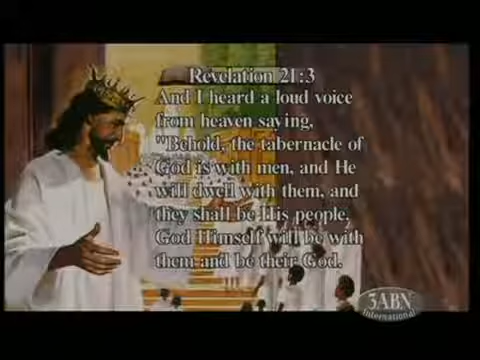 Revelation 21:3
And I heard a loud voice
from heaven saying,
"Behold, the tabernacle of
God is with men, and He
will dwell with them, and
they shall be His people,
God Himself will be with
them and be their God.
3ABN
International